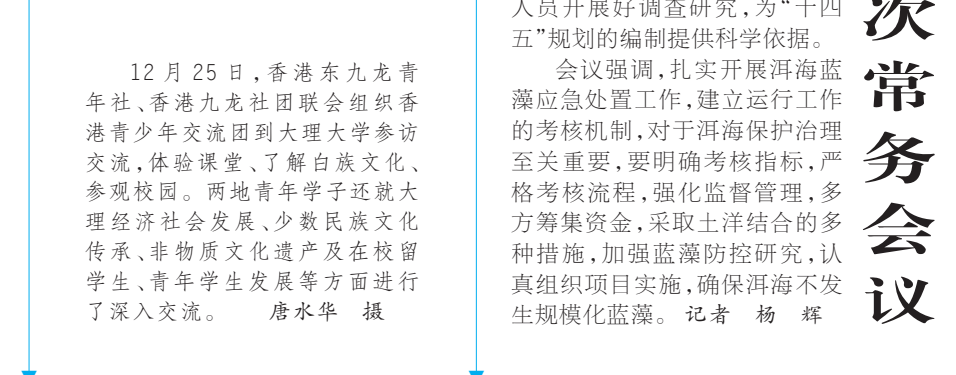 12月25日，香港东九龙青
年社、香港九龙社团联会组织香
港青少年交流团到大理大学参访
交流，体验课堂、了解白族文化、
参观校园。两地青年学子还就大
理经济社会发展、少数民族文化
传承、非物质文化遗产及在校留
学生、青年学生发展等方面进行
了深入交流。 唐水华 摄
人员开展好调查研究，为“十四
五”规划的编制提供科学依据。
会议强调，扎实开展洱海蓝
藻应急处置工作，建立运行工作
的考核机制，对于洱海保护治理
至关重要，要明确考核指标，严
格考核流程，强化监督管理，多
方筹集资金，采取土洋结合的多
种措施，加强蓝藻防控研究，认
真组织项目实施，确保洱海不发
生规模化蓝藻。 记者 杨 辉
次常务会议